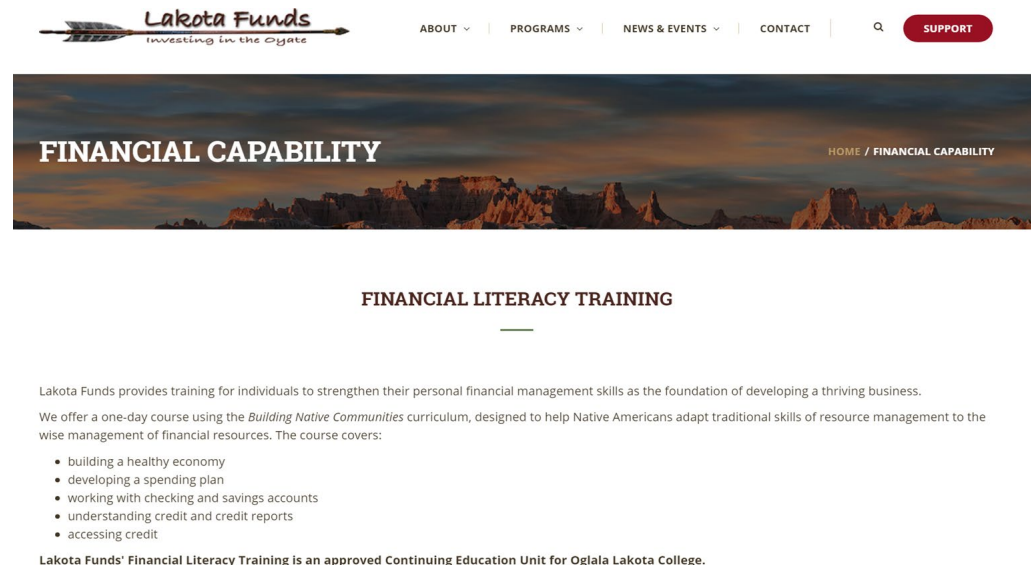 Lakota Funds
Investing in the Oyate
ABOUT
PROGRAMS
NEWS & EVENTS
CONTACT
SUPPORT
FINANCIAL CAPABILITY
HOME / FINANCIAL CAPABILITY
FINANCIAL LITERACY TRAINING
Lakota Funds provides training for individuals to strengthen their personal financial management skills as the foundation of developing a thriving business.
We offer a one-day course using the Building Native Communities curriculum, designed to help Native Americans adapt traditional skills of resource management to the
wise management of financial resources. The course covers:
• building a healthy economy
• developing a spending plan
• working with checking and savings accounts
• understanding credit and credit reports
• accessing credit
Lakota Funds' Financial Literacy Training is an approved Continuing Education Unit for Oglala Lakota College.